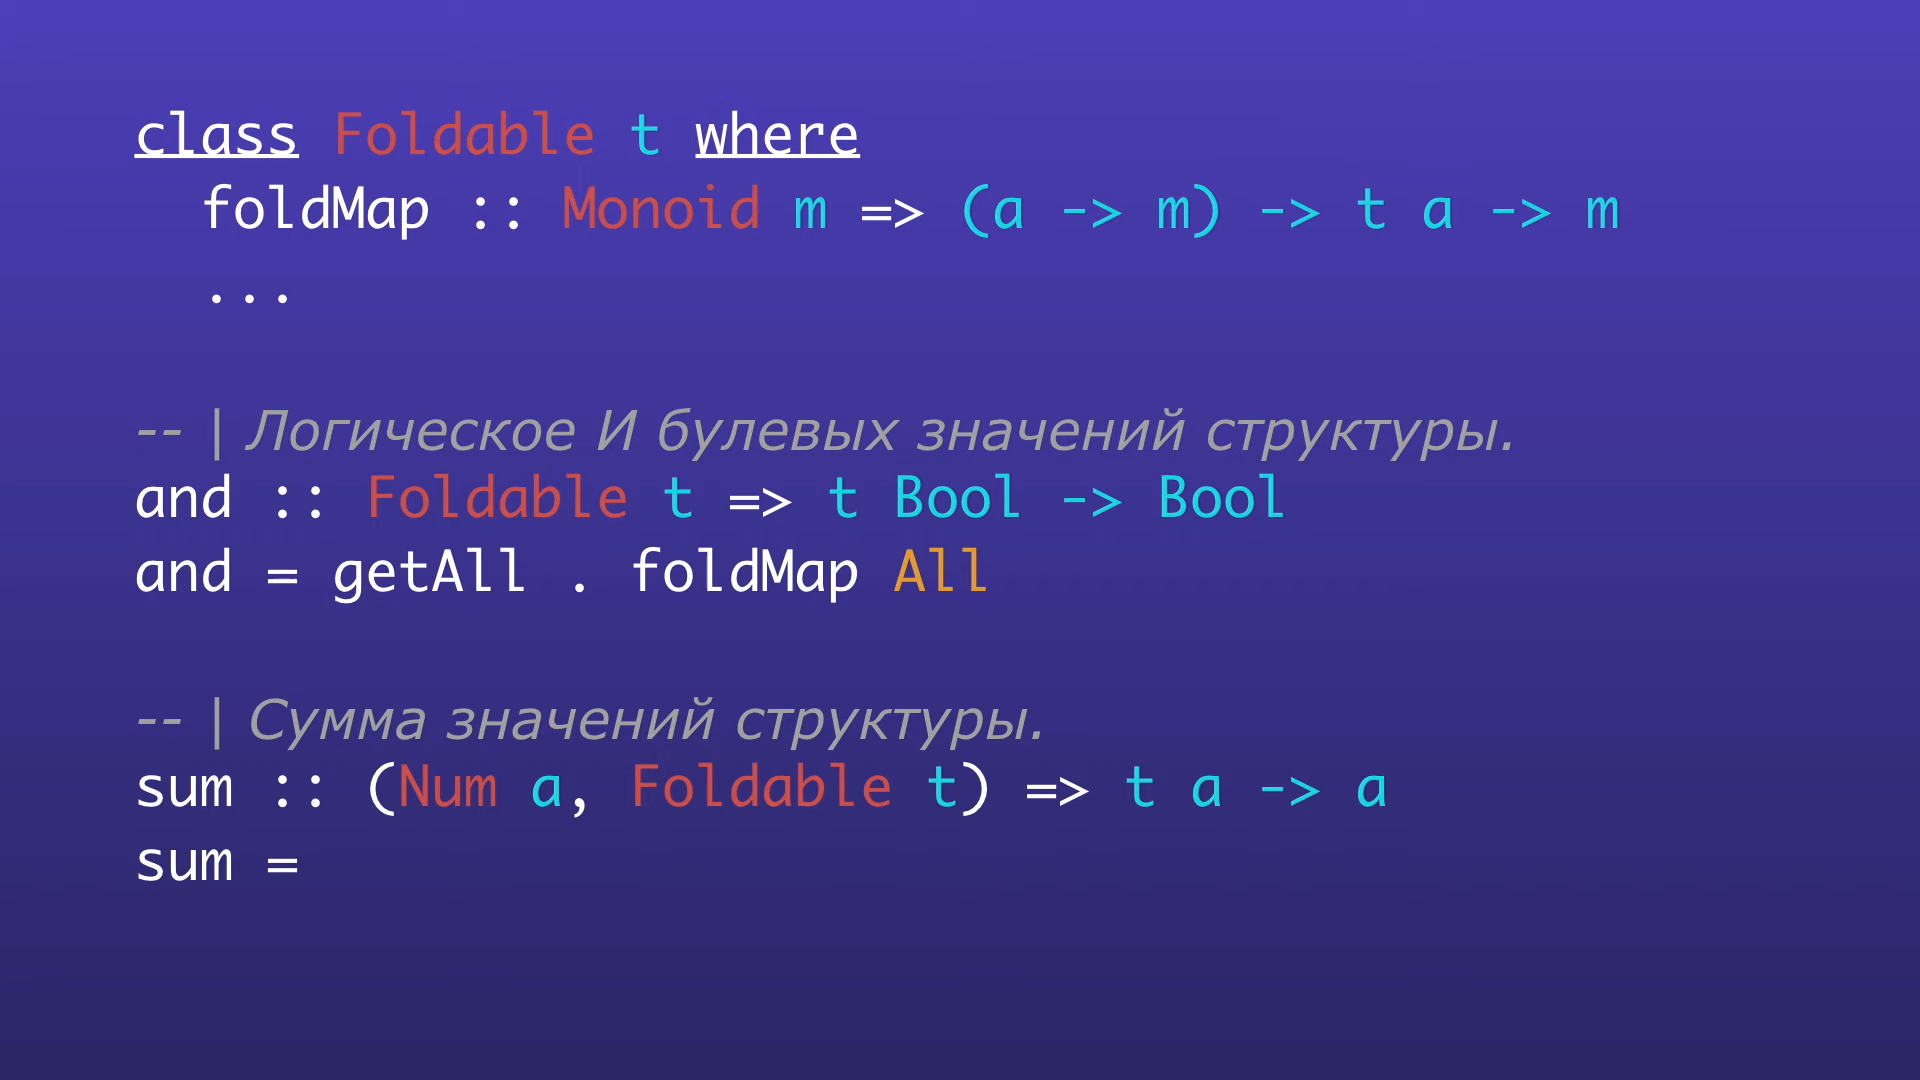 class Foldable t where
  foldMap :: Monoid m => (a -> m) -> t a -> m
  ...
-- | Логическое И булевых значений структуры.
and :: Foldable t => t Bool -> Bool
and = getAll . foldMap All
-- | Сумма значений структуры.
sum :: (Num a, Foldable t) => t a -> a
sum =